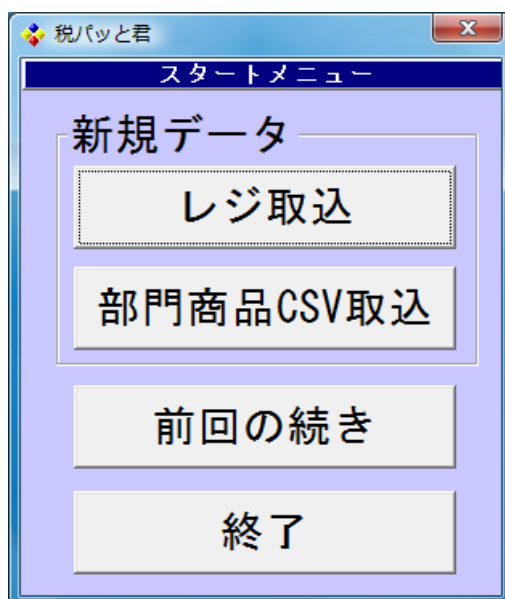 税パッと君
スタートメニュー
新規データ
レジ取込
部門商品CSV取込
前回の続き
終了